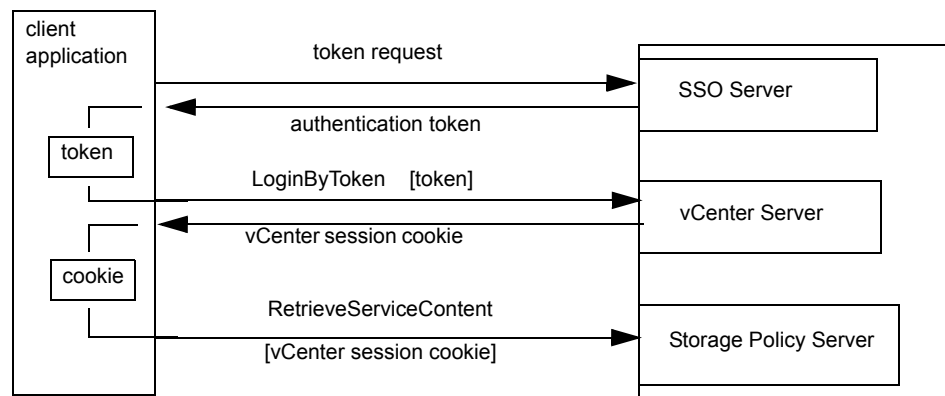 client
application
token request
SSO Server
authentication token
token
LoginByToken [token]
vCenter Server
vCenter session cookie
cookie
RetrieveServiceContent
Storage Policy Server
[vCenter session cookie]